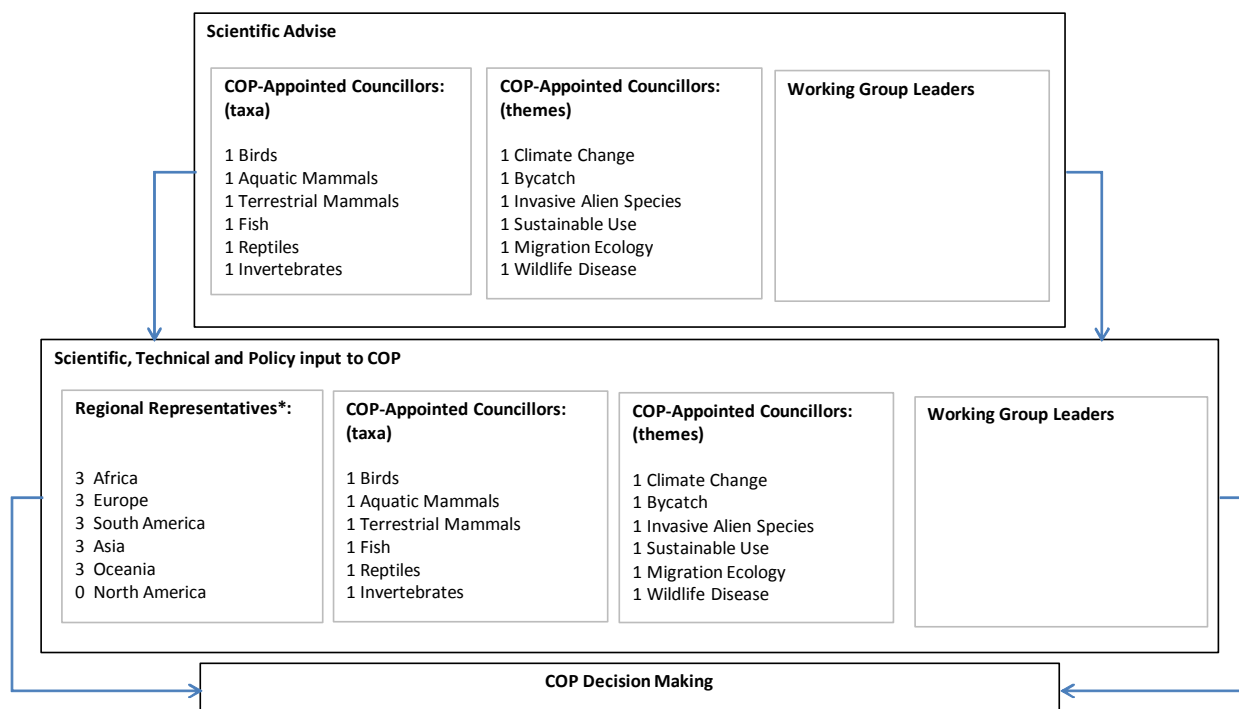 Scientific Advise
COP-Appointed Councillors:
(taxa)
1 Birds
1 Aquatic Mammals
1 Terrestrial Mammals
1 Fish
1 Reptiles
1 Invertebrates
COP-Appointed Councillors:
(themes)
1 Climate Change
1 Bycatch
1 Invasive Alien Species
1 Sustainable Use
1 Migration Ecology
1 Wildlife Disease
Working Group Leaders
Scientific, Technical and Policy input to COP
Regional Representatives*:
3 Africa
3 Europe
3 South America
3 Asia
3 Oceania
0 North America
COP-Appointed Councillors:
(taxa)
1 Birds
1 Aquatic Mammals
1 Terrestrial Mammals
1 Fish
1 Reptiles
1 Invertebrates
COP-Appointed Councillors:
(themes)
1 Climate Change
1 Bycatch
1 Invasive Alien Species
1 Sustainable Use
1 Migration Ecology
1 Wildlife Disease
Working Group Leaders
COP Decision Making